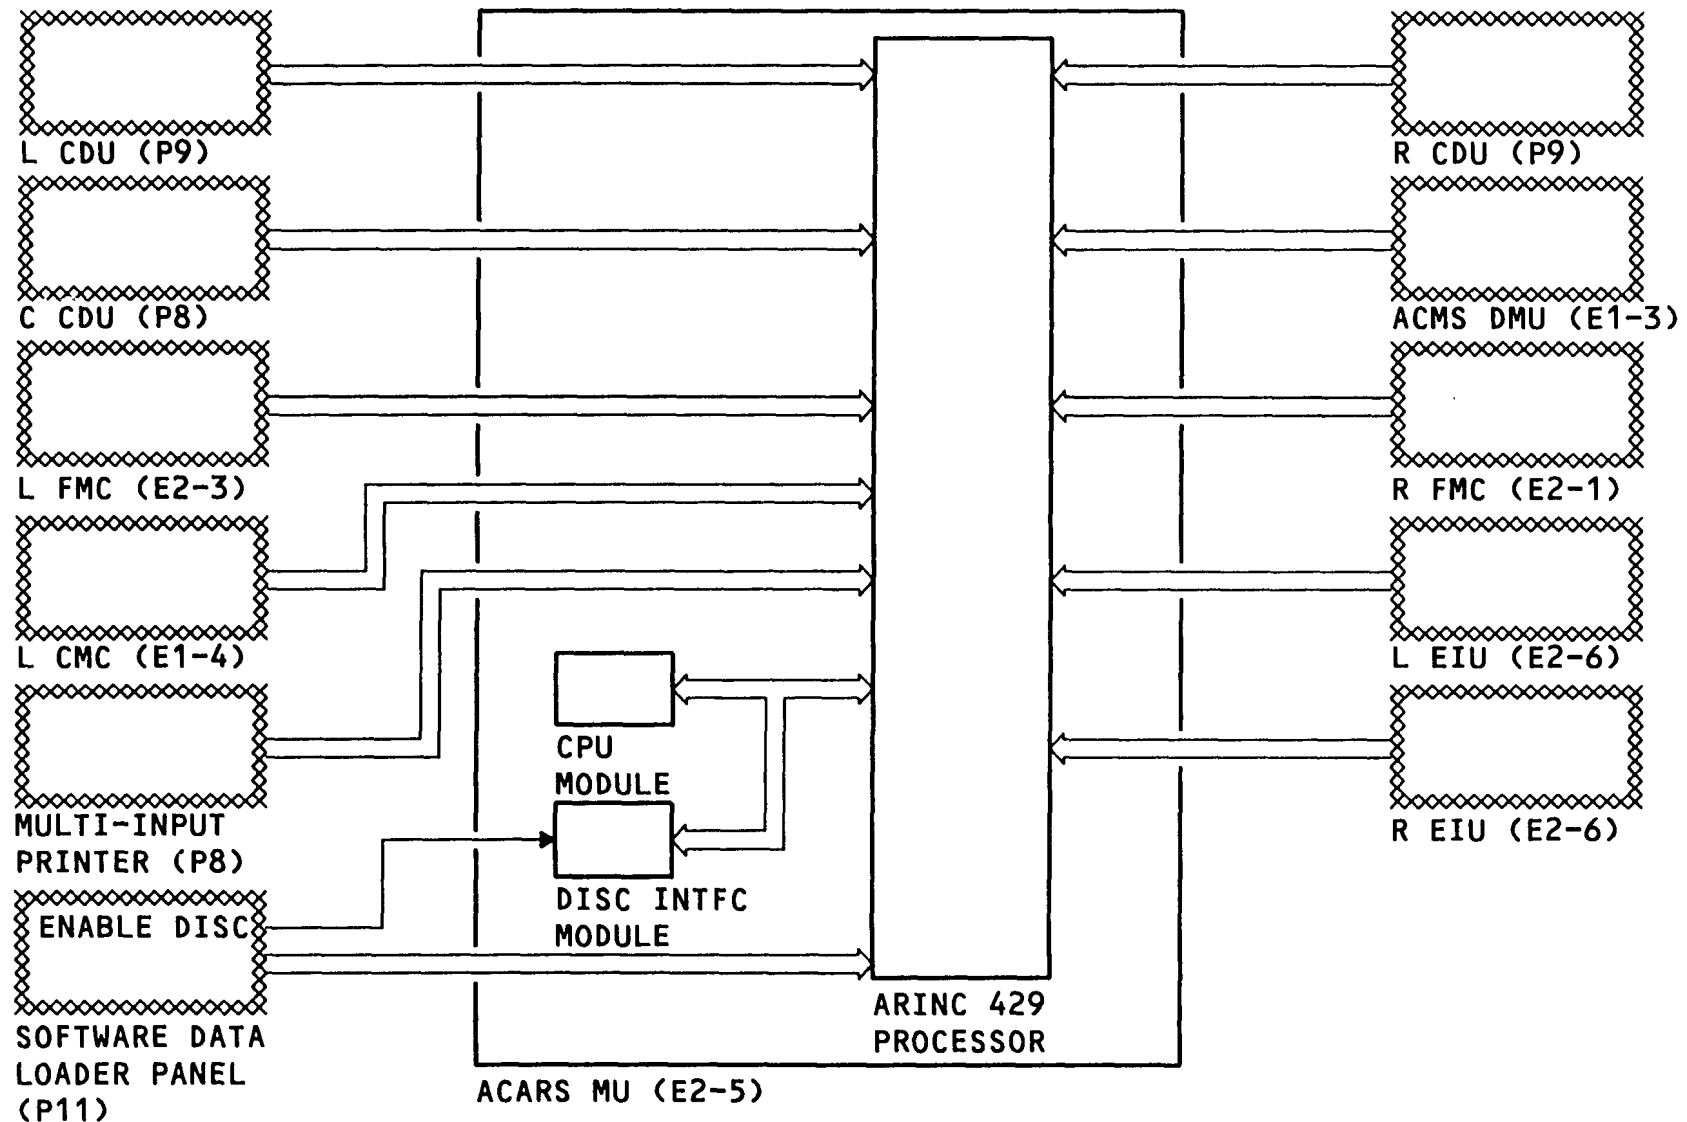 L CDU (P9)
R CDU (P9)
C CDU (P8)
ACMS DMU (E1-3)
L FMC (E2-3)
R FMC (E2-1)
L CMC (E1-4)
L EIU (E2-6)
CPU
MODULE
MULTI-INPUT
PRINTER (P8)
R EIU (E2-6)
ENABLE DISC
DISC INTFC
MODULE
SOFTWARE DATA
LOADER PANEL
(P11)
ARINC 429
PROCESSOR
ACARS MU (E2-5)